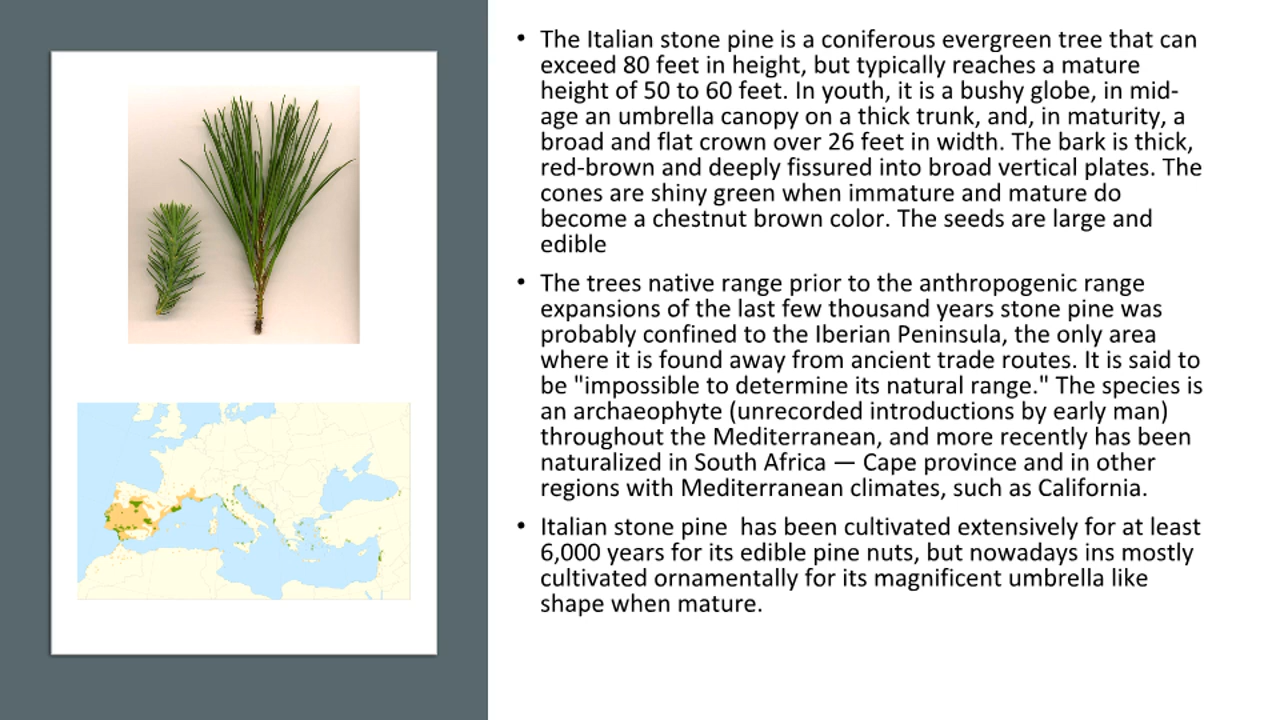 • The Italian stone pine is a coniferous evergreen tree that can
exceed 80 feet in height, but typically reaches a mature
height of 50 to 60 feet. In youth, it is a bushy globe, in mid-
age an umbrella canopy on a thick trunk, and, in maturity, a
broad and flat crown over 26 feet in width. The bark is thick,
red-brown and deeply fissured into broad vertical plates. The
cones are shiny green when immature and mature do
become a chestnut brown color. The seeds are large and
edible
• The trees native range prior to the anthropogenic range
expansions of the last few thousand years stone pine was
probably confined to the Iberian Peninsula, the only area
where it is found away from ancient trade routes. It is said to
be "impossible to determine its natural range." The species is
an archaeophyte (unrecorded introductions by early man)
throughout the Mediterranean, and more recently has been
naturalized in South Africa — Cape province and in other
regions with Mediterranean climates, such as California.
• Italian stone pine  has been cultivated extensively for at least
6,000 years for its edible pine nuts, but nowadays ins mostly
cultivated ornamentally for its magnificent umbrella like
shape when mature.